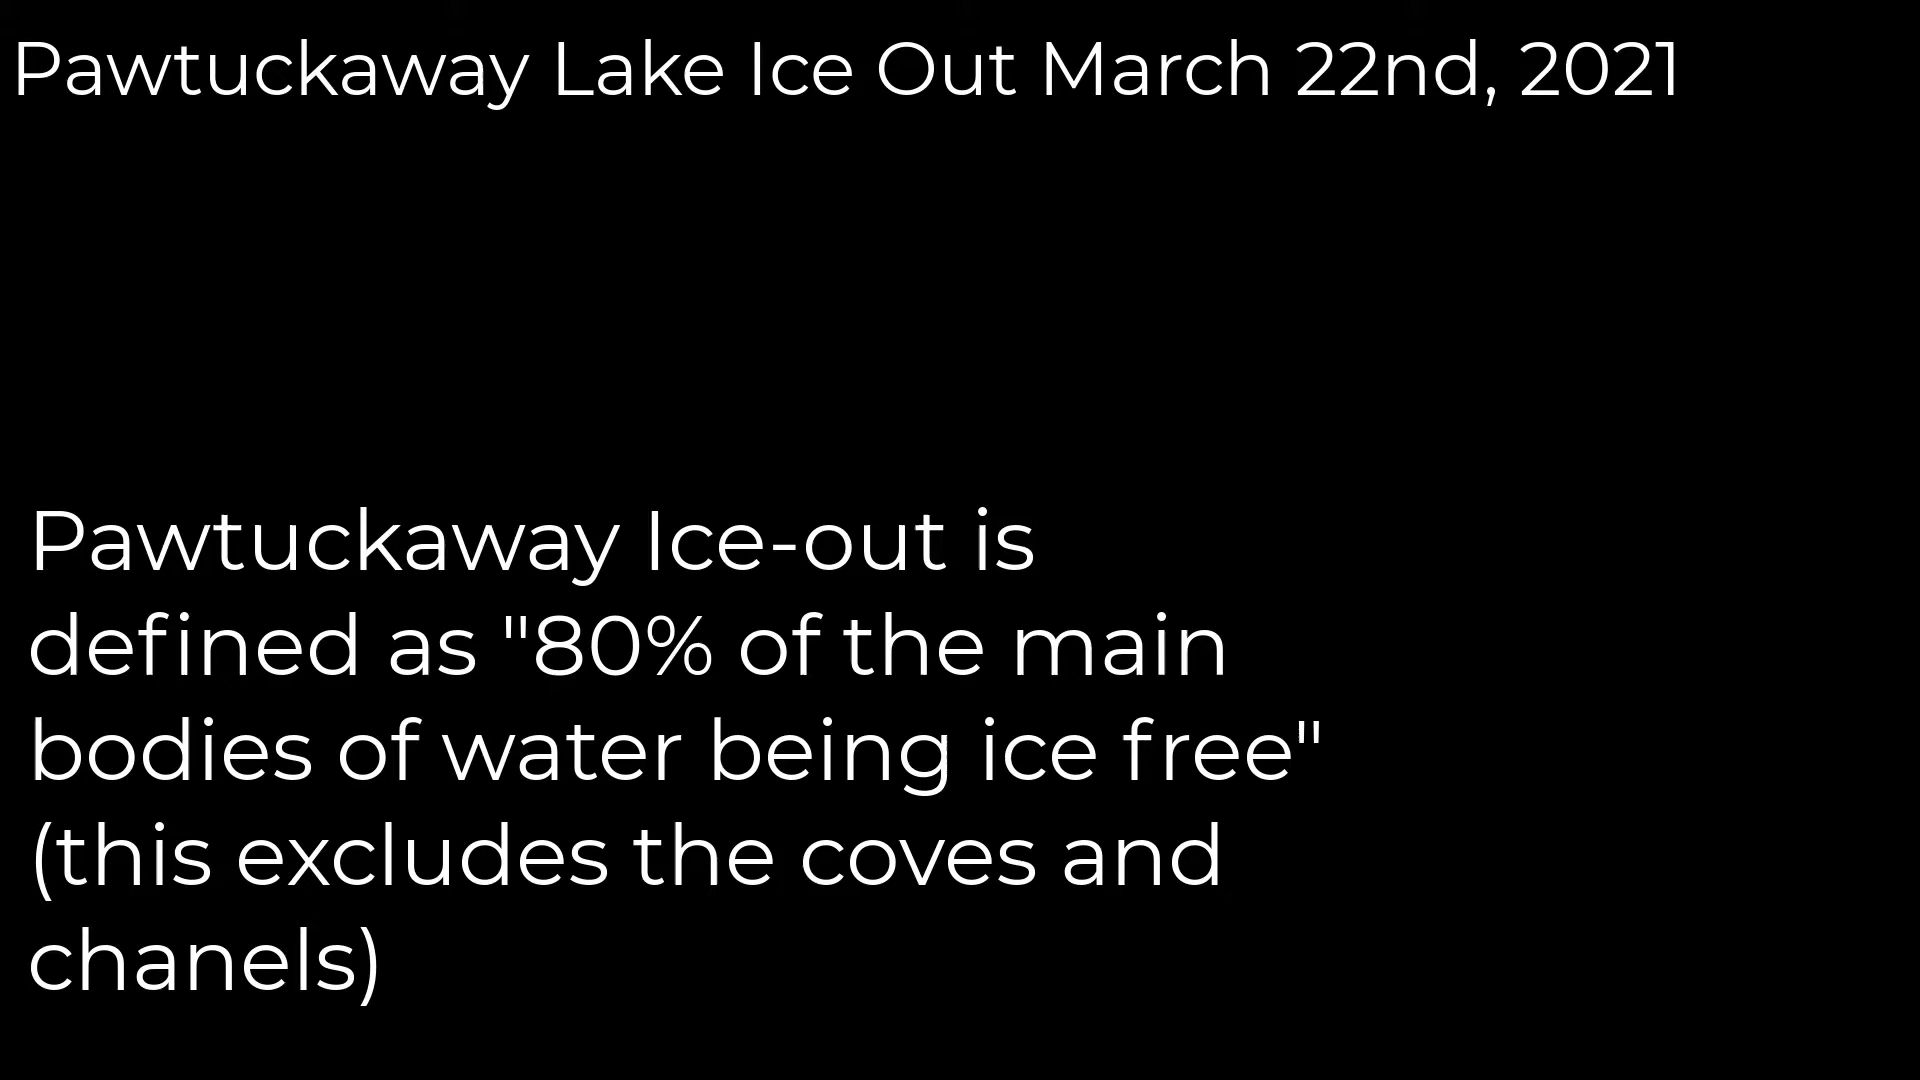 Pawtuckaway Lake Ice Out March 22nd, 2021
Pawtuckaway Ice-out is
defined as "80% of the main
bodies of water being ice free"
(this excludes the coves and
chanels)